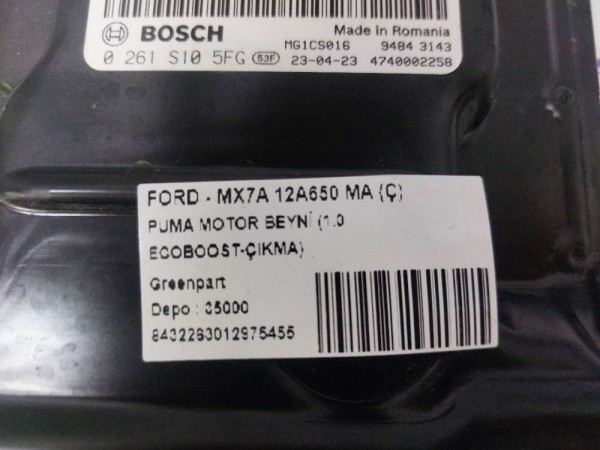 BOSCH
Made in Romania
MG1CS016 9484 3143
0 261 S10 5FG 53F 23-04-23 4740002258
FORD - MX7A 12A650 MA (Ç)
PUMA MOTOR BEYNİ (1.0
ECOBOOST-ÇIKMA)
Greenpart
Depo : 35000
8432263012975455